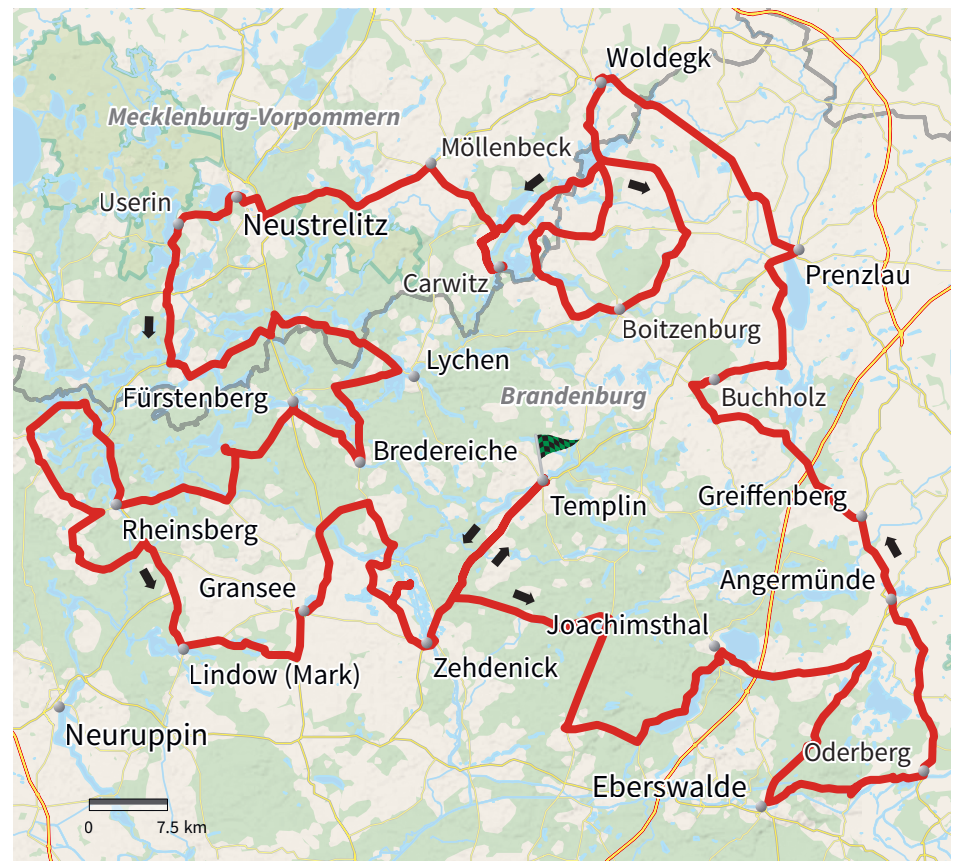 Woldegk
Mecklenburg-Vorpommern
Möllenbeck
Userin
Neustrelitz
Carwitz
Prenzlau
Boitzenburg
Lychen
Fürstenberg
Brandenburg
Buchholz
Bredereiche
Templin
Greiffenberg
Rheinsberg
Gransee
Angermünde
Joachimsthal
Lindow (Mark)
Zehdenick
Neuruppin
Oderberg
Eberswalde
0 7.5 km